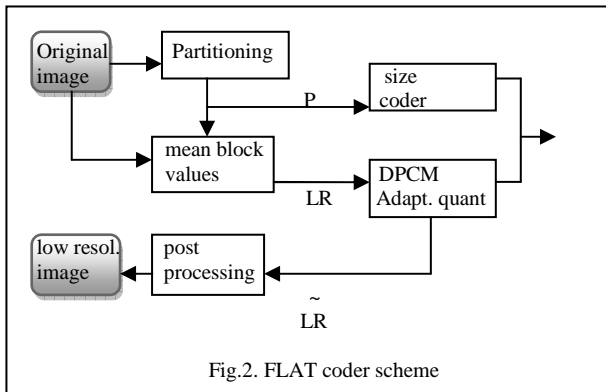 Original
image
Partitioning
size
coder
P
mean block
values
DPCM
Adapt. quant
LR
low resol.
image
post
processing
~
LR
Fig.2. FLAT coder scheme